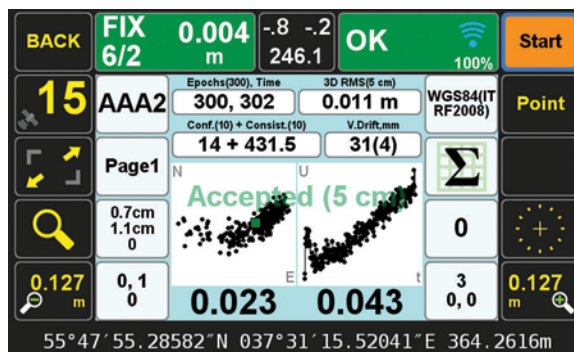 BACK
FIX 0.004 -.8 -.2 OK Start
6/2 m 246.1 100%
15 AAA2 Epochs(300), Time 3D RMS(5 cm) WGS84(IT Point
300, 302 0.011 m RF2008)
Conf.(10) + Consist.(10) V.Drift,mm
Page1 14 + 431.5 31(4) Σ
N U
Accepted (5 cm)
0.7cm 0
1.1cm
0
E t
0.127 0, 1 0.023 0.043 3 0.127
m 0 0, 0 m
55°47′55.28582″N 037°31′15.52041″E 364.2616m